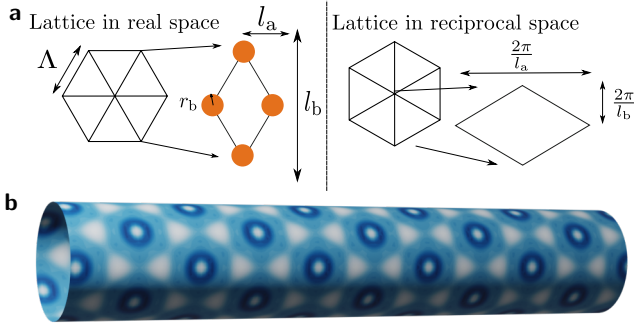 a
Lattice in real space
Λ
r_b
l_a
l_b
Lattice in reciprocal space
2π/l_a
2π/l_b
b